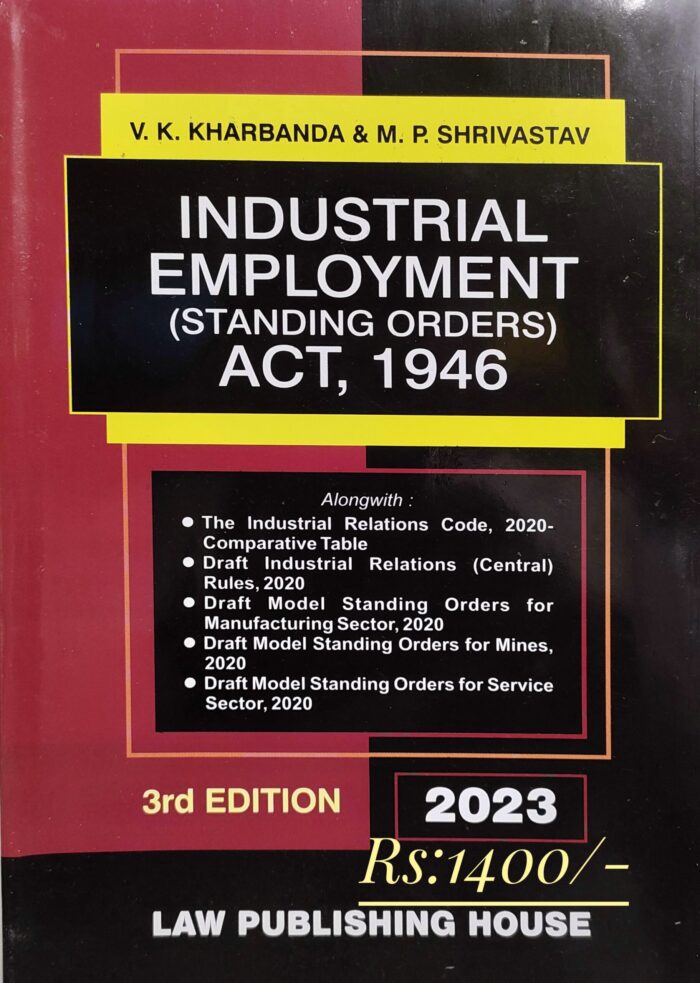 V. K. KHARBANDA & M. P. SHRIVASTAV
INDUSTRIAL
EMPLOYMENT
(STANDING ORDERS)
ACT, 1946
Alongwith :
● The Industrial Relations Code, 2020-
Comparative Table
● Draft Industrial Relations (Central)
Rules, 2020
● Draft Model Standing Orders for
Manufacturing Sector, 2020
● Draft Model Standing Orders for Mines,
2020
● Draft Model Standing Orders for Service
Sector, 2020
3rd EDITION
2023
Rs:1400/-
LAW PUBLISHING HOUSE